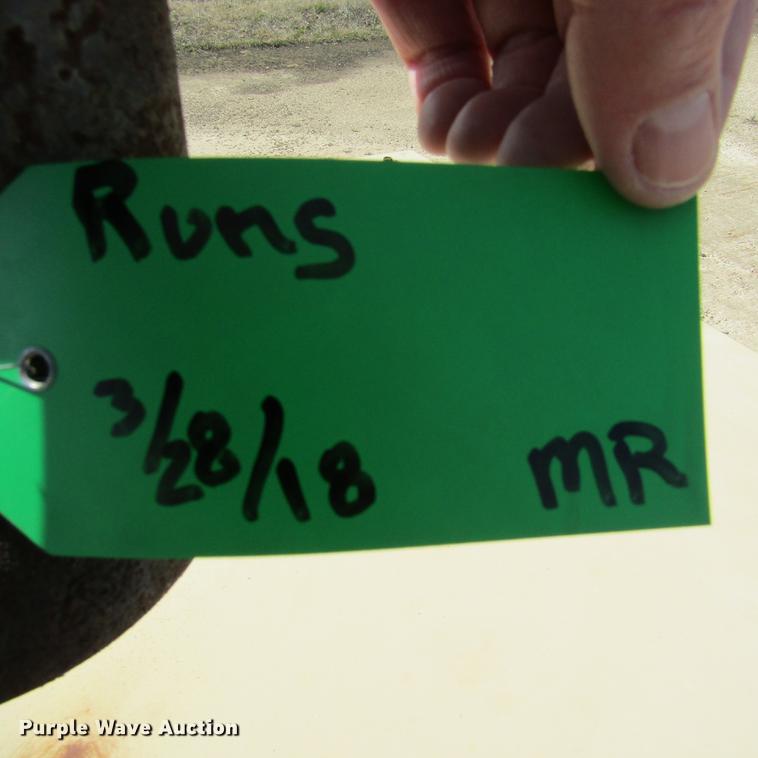 Runs
3/28/18 MR
Purple Wave Auction